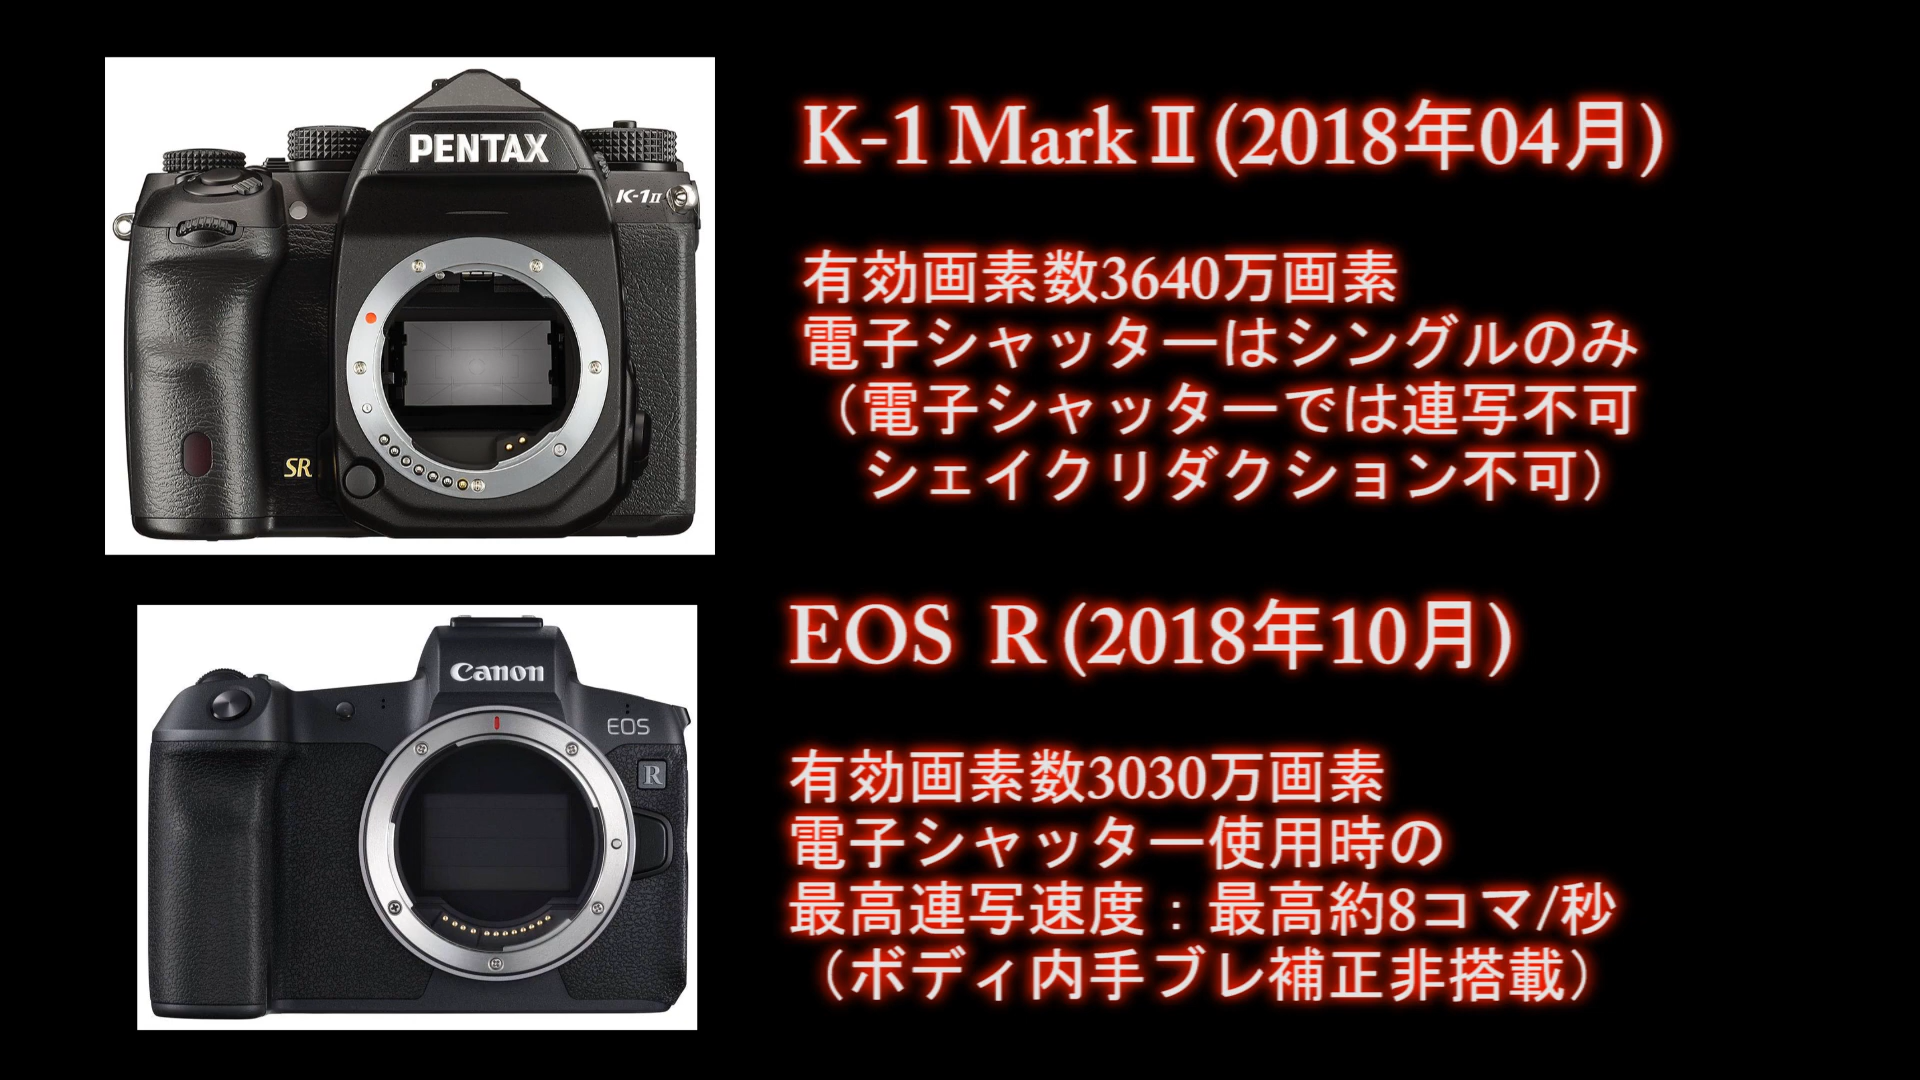 PENTAX
K-1 II
SR
K-1 Mark Ⅱ (2018年04月)
有効画素数3640万画素
電子シャッターはシングルのみ
（電子シャッターでは連写不可
シェイクリダクション不可）
Canon
EOS
R
EOS R (2018年10月)
有効画素数3030万画素
電子シャッター使用時の
最高連写速度：最高約8コマ/秒
（ボディ内手ブレ補正非搭載）